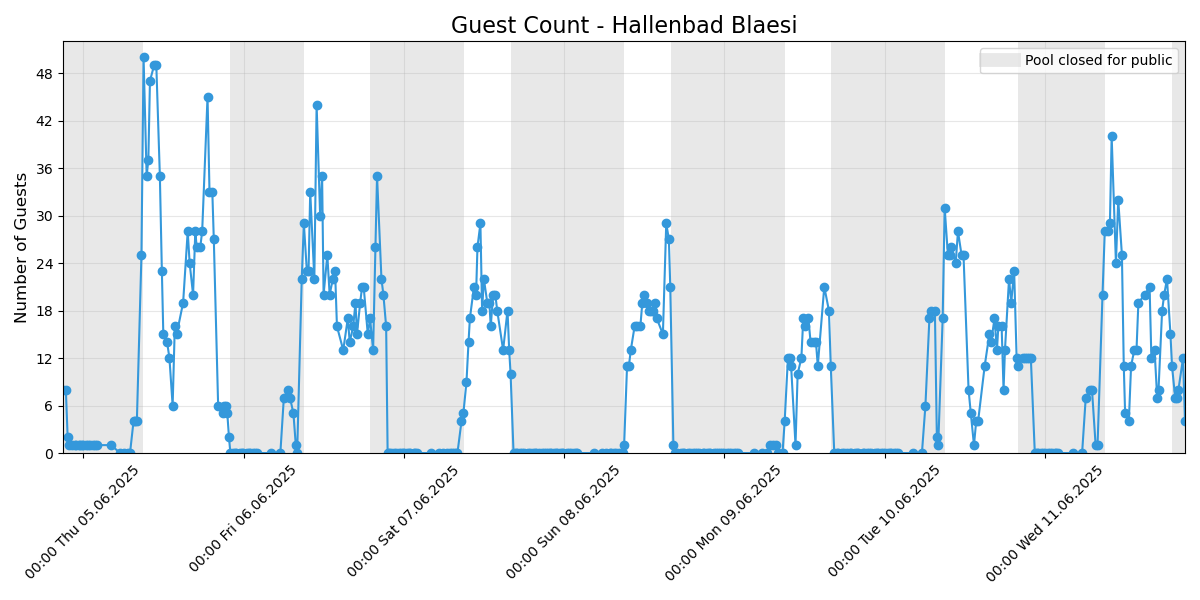 Guest Count - Hallenbad Blaesi
Pool closed for public
Number of Guests
48
42
36
30
24
18
12
6
0
00:00 Thu 05.06.2025
00:00 Fri 06.06.2025
00:00 Sat 07.06.2025
00:00 Sun 08.06.2025
00:00 Mon 09.06.2025
00:00 Tue 10.06.2025
00:00 Wed 11.06.2025